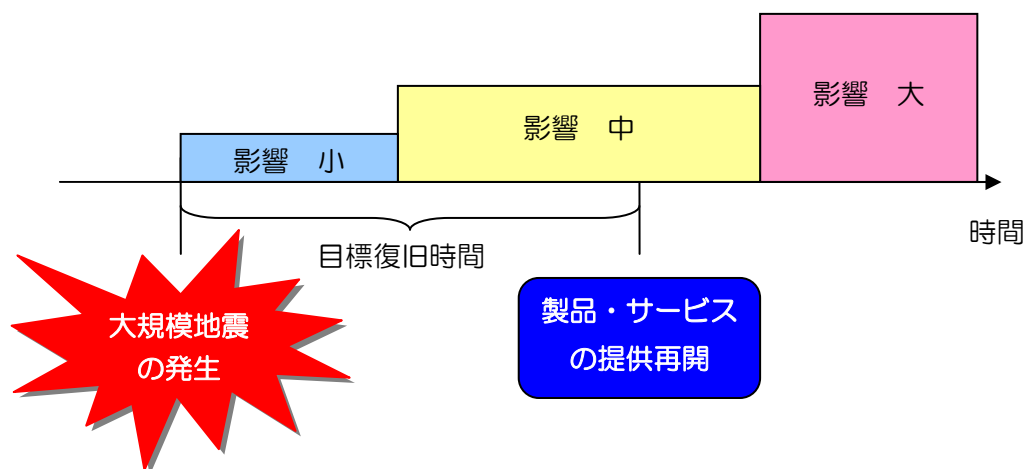 影響　大
影響　中
影響　小
時間
目標復旧時間
大規模地震
の発生
製品・サービス
の提供再開